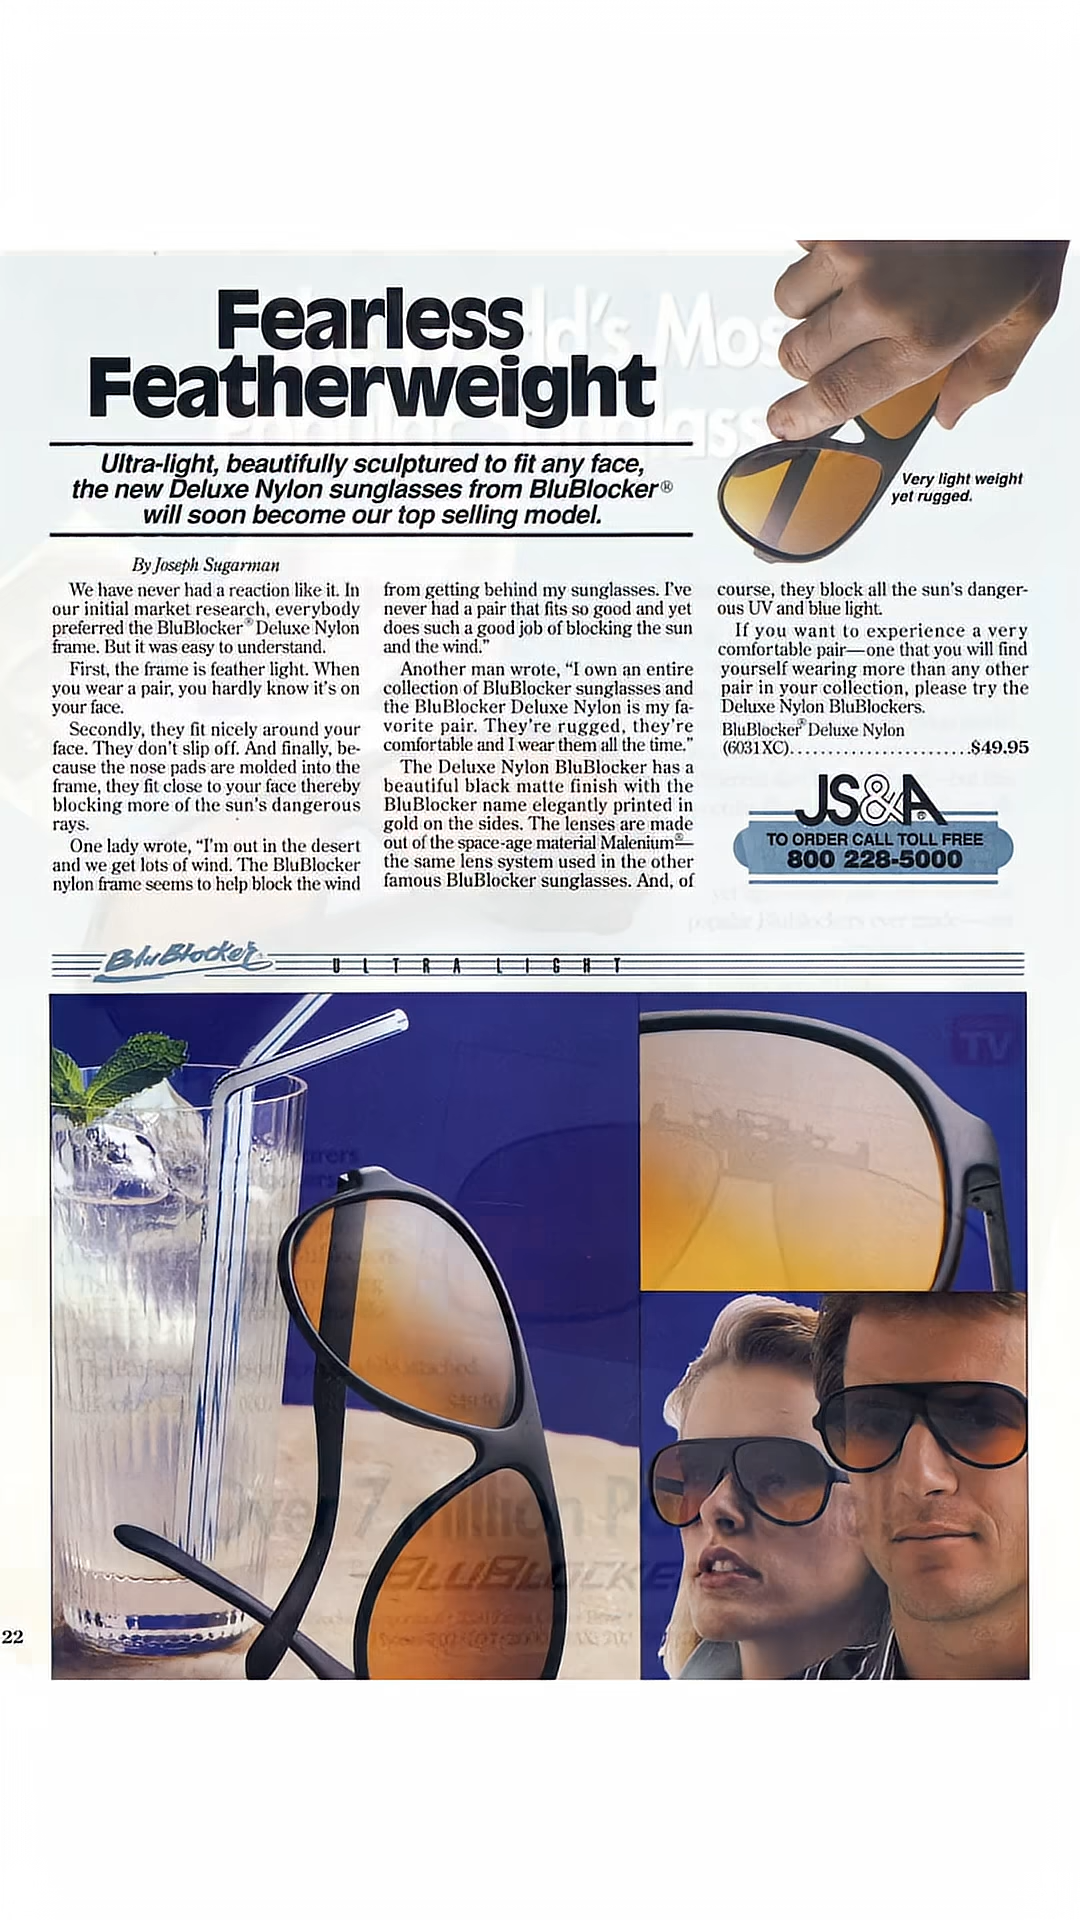 Fearless
Featherweight
Ultra-light, beautifully sculptured to fit any face,
the new Deluxe Nylon sunglasses from BluBlocker®
will soon become our top selling model.
Very light weight
yet rugged.
By Joseph Sugarman
We have never had a reaction like it. In
our initial market research, everybody
preferred the BluBlocker® Deluxe Nylon
frame. But it was easy to understand.
First, the frame is feather light. When
you wear a pair, you hardly know it's on
your face.
Secondly, they fit nicely around your
face. They don't slip off. And finally, be-
cause the nose pads are molded into the
frame, they fit close to your face thereby
blocking more of the sun's dangerous
rays.
One lady wrote, “I'm out in the desert
and we get lots of wind. The BluBlocker
nylon frame seems to help block the wind
from getting behind my sunglasses. I've
never had a pair that fits so good and yet
does such a good job of blocking the sun
and the wind.”
Another man wrote, “I own an entire
collection of BluBlocker sunglasses and
the BluBlocker Deluxe Nylon is my fa-
vorite pair. They're rugged, they're
comfortable and I wear them all the time.”
The Deluxe Nylon BluBlocker has a
beautiful black matte finish with the
BluBlocker name elegantly printed in
gold on the sides. The lenses are made
out of the space-age material Malenium®—
the same lens system used in the other
famous BluBlocker sunglasses. And, of
course, they block all the sun's danger-
ous UV and blue light.
If you want to experience a very
comfortable pair—one that you will find
yourself wearing more than any other
pair in your collection, please try the
Deluxe Nylon BluBlockers.
BluBlocker® Deluxe Nylon
(6031XC)........................$49.95
JS&A®
TO ORDER CALL TOLL FREE
800 228-5000
BluBlocker
ULTRA LIGHT
22